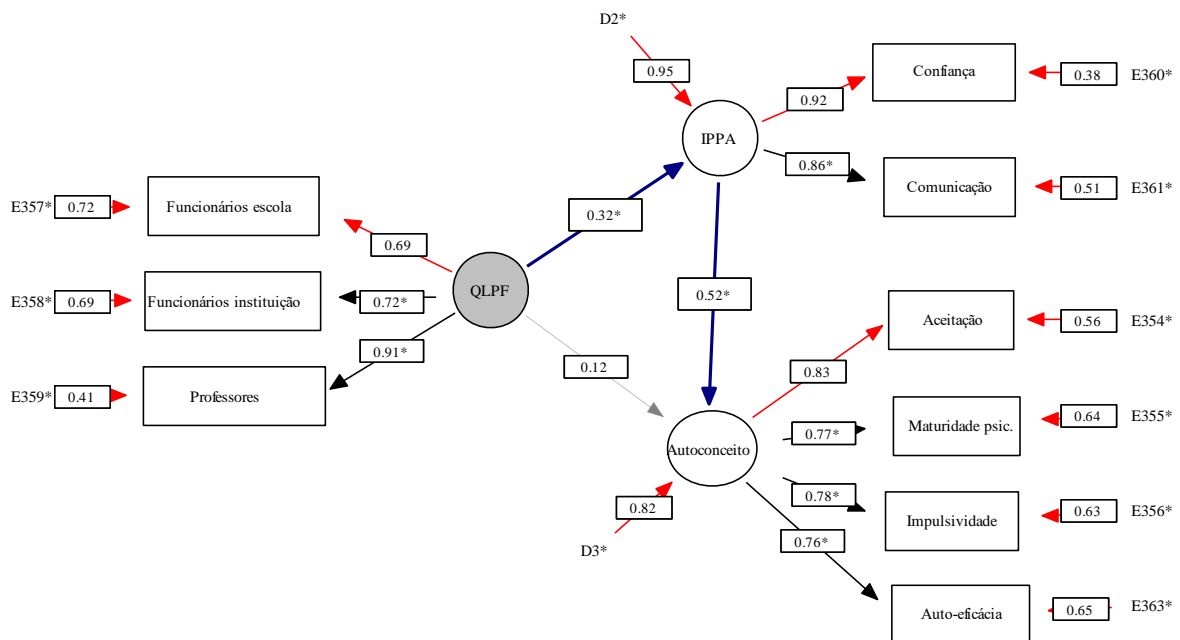 D2*
0.95
Confiança
0.38 E360*
0.92
IPPA
0.86*
Comunicação
0.51 E361*
E357* 0.72
Funcionários escola
0.69
0.32*
E358* 0.69
Funcionários instituição
0.72*
QLPF
0.52*
E359* 0.41
Professores
0.91*
0.12
Aceitação
0.56 E354*
0.83
Autoconceito
0.77*
Maturidade psic.
0.64 E355*
0.78*
Impulsividade
0.63 E356*
0.82
D3*
0.76*
Auto-eficácia
0.65 E363*